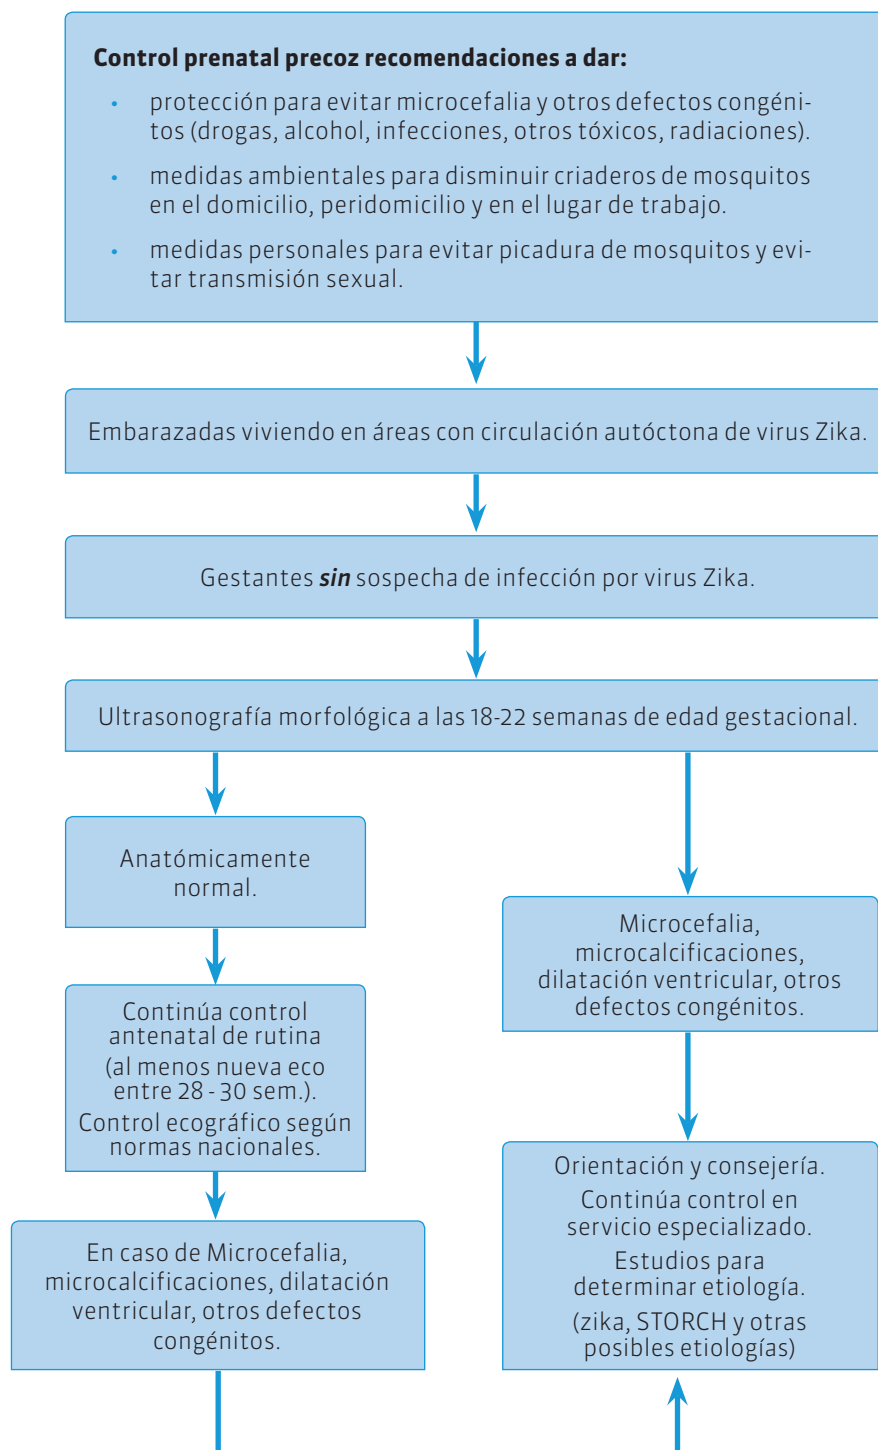 Control prenatal precoz recomendaciones a dar:
• protección para evitar microcefalia y otros defectos congéni-
tos (drogas, alcohol, infecciones, otros tóxicos, radiaciones).
• medidas ambientales para disminuir criaderos de mosquitos
en el domicilio, peridomicilio y en el lugar de trabajo.
• medidas personales para evitar picadura de mosquitos y evi-
tar transmisión sexual.
Embarazadas viviendo en áreas con circulación autóctona de virus Zika.
Gestantes sin sospecha de infección por virus Zika.
Ultrasonografía morfológica a las 18-22 semanas de edad gestacional.
Anatómicamente
normal.
Continúa control
antenatal de rutina
(al menos nueva eco
entre 28 - 30 sem.).
Control ecográfico según
normas nacionales.
En caso de Microcefalia,
microcalcificaciones, dilatación
ventricular, otros defectos
congénitos.
Microcefalia,
microcalcificaciones,
dilatación ventricular, otros
defectos congénitos.
Orientación y consejería.
Continúa control en
servicio especializado.
Estudios para
determinar etiología.
(zika, STORCH y otras
posibles etiologías)